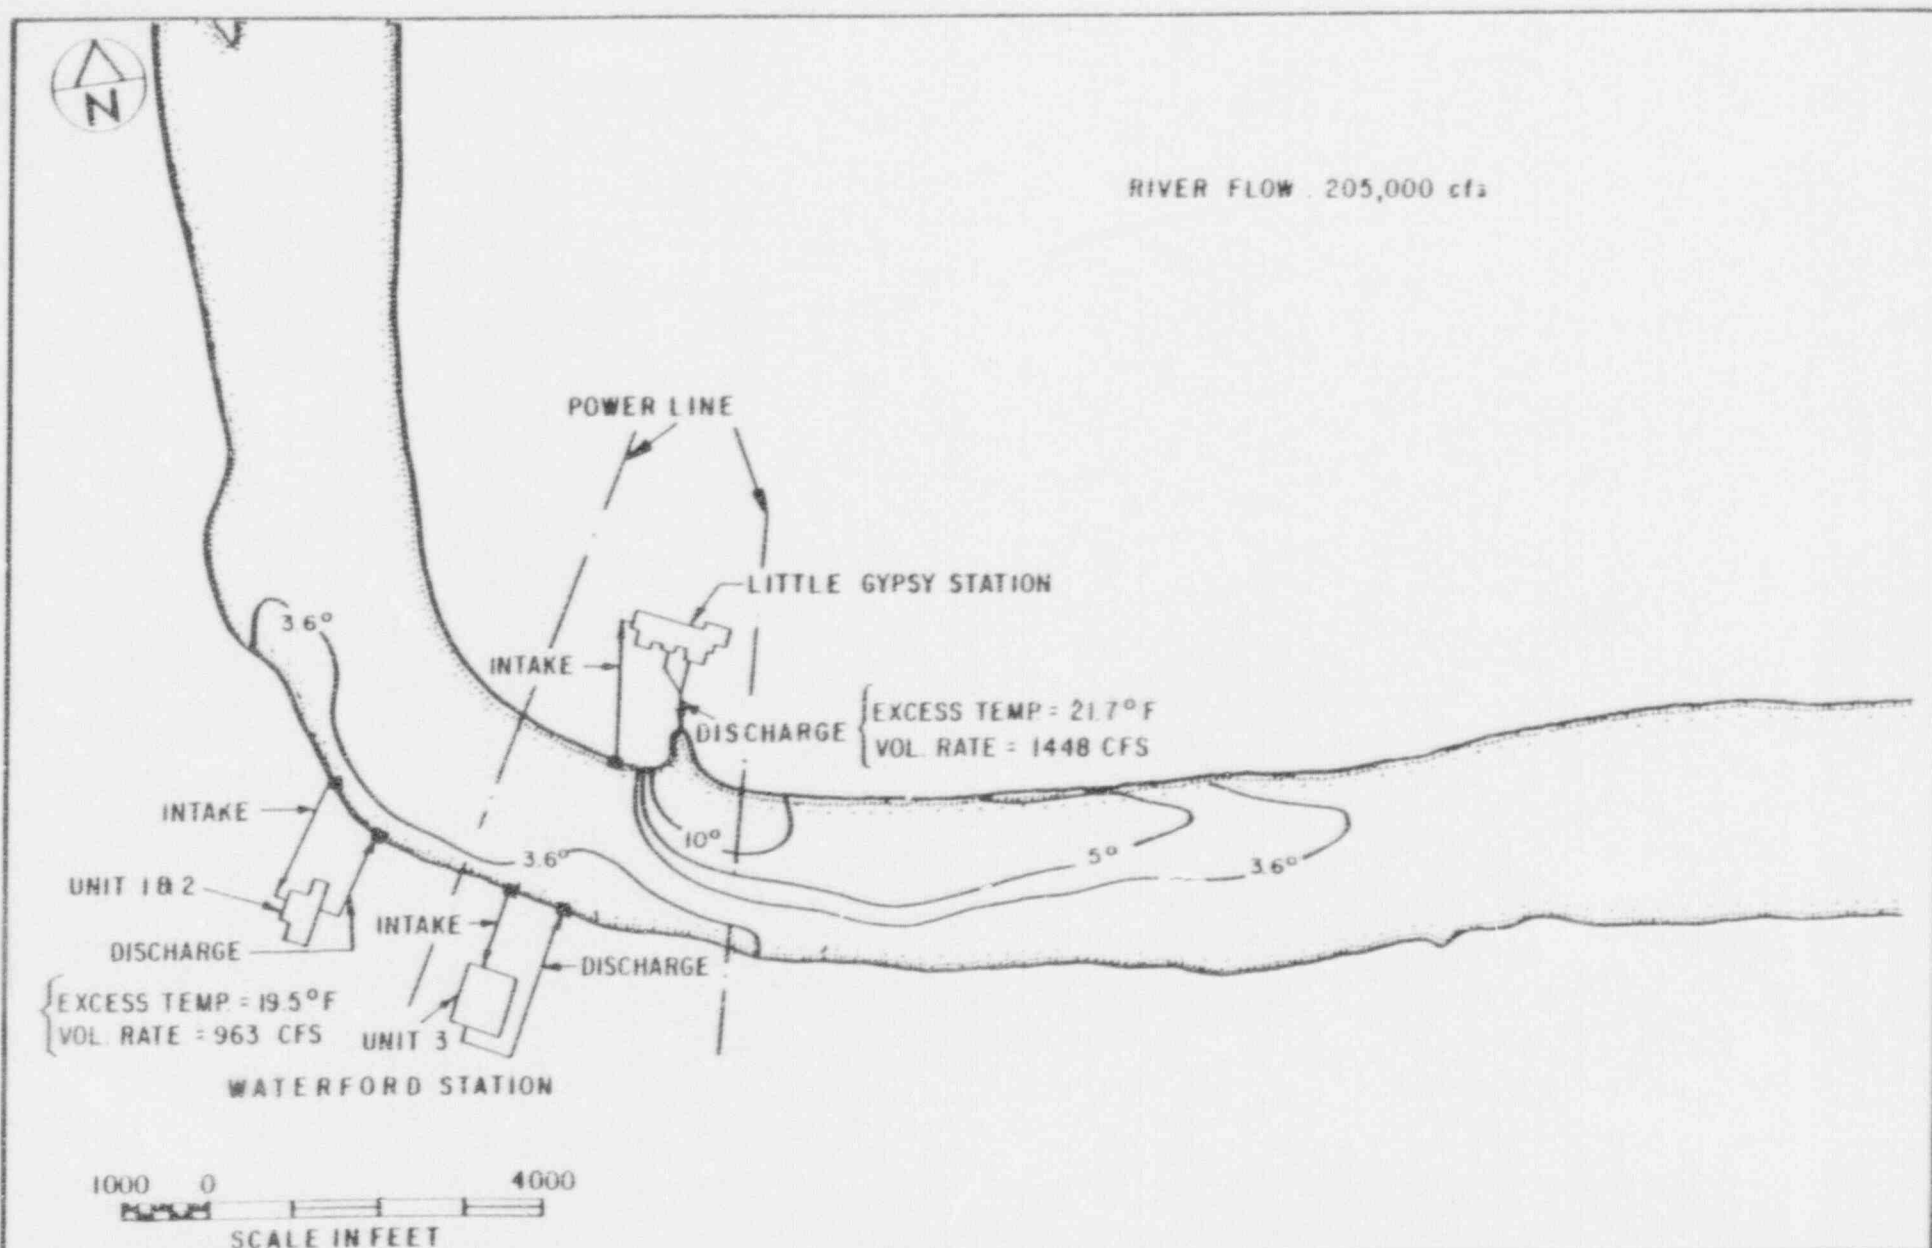 N
RIVER FLOW . 205,000 cfs
POWER LINE
LITTLE GYPSY STATION
3.6°
INTAKE
DISCHARGE
EXCESS TEMP = 21.7° F
VOL. RATE = 1448 CFS
INTAKE
10°
3.6°
5°
3.6°
UNIT 1 & 2
INTAKE
DISCHARGE
DISCHARGE
EXCESS TEMP. = 19.5° F
VOL. RATE = 963 CFS
UNIT 3
WATERFORD STATION
1000 0 4000
SCALE IN FEET